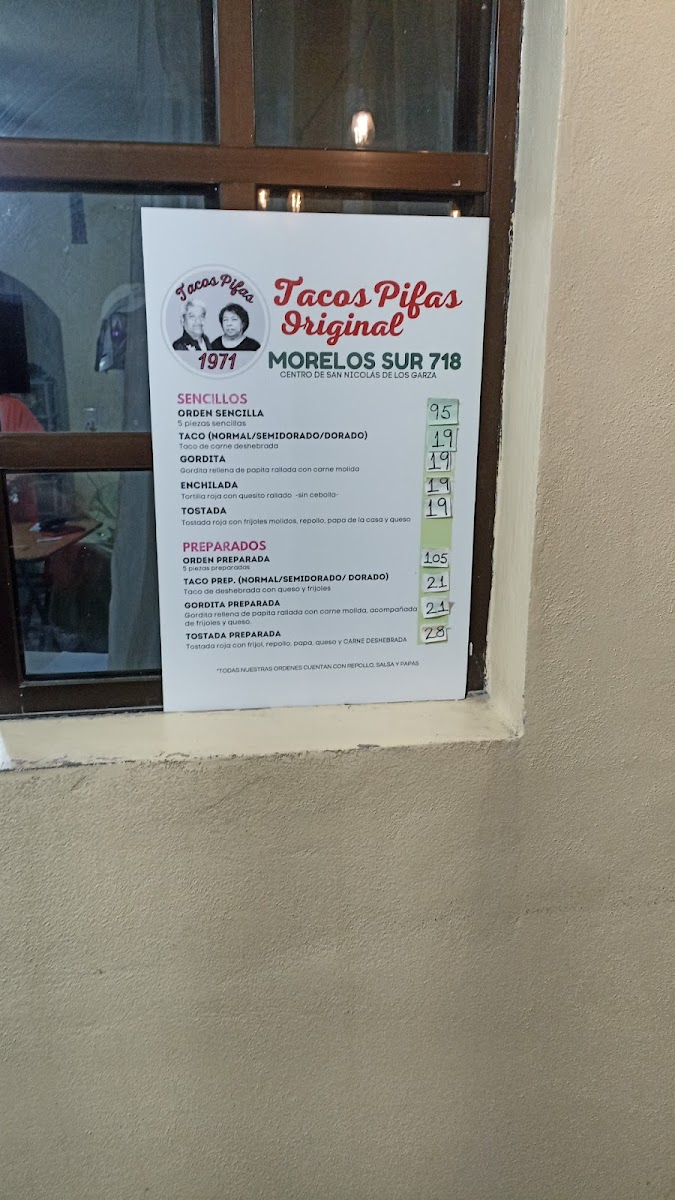 Tacos Pifas
1971
Tacos Pifas
Original
MORELOS SUR 718
CENTRO DE SAN NICOLÁS DE LOS GARZA
SENCILLOS
ORDEN SENCILLA 95
5 piezas sencillas
TACO (NORMAL/SEMIDORADO/DORADO) 19
Taco de carne deshebrada
GORDITA 19
Gordita rellena de papita rallada con carne molida
ENCHILADA 19
Tortilla roja con quesito rallado -sin cebolla-
TOSTADA 19
Tostada roja con frijoles molidos, repollo, papa de la casa y queso
PREPARADOS
ORDEN PREPARADA 105
5 piezas preparadas
TACO PREP. (NORMAL/SEMIDORADO/ DORADO) 21
Taco de deshebrada con queso y frijoles
GORDITA PREPARADA 21
Gordita rellena de papita rallada con carne molida, acompañada
de frijoles y queso.
TOSTADA PREPARADA 28
Tostada roja con frijol, repollo, papa, queso y CARNE DESHEBRADA
*TODAS NUESTRAS ORDENES CUENTAN CON REPOLLO, SALSA Y PAPAS